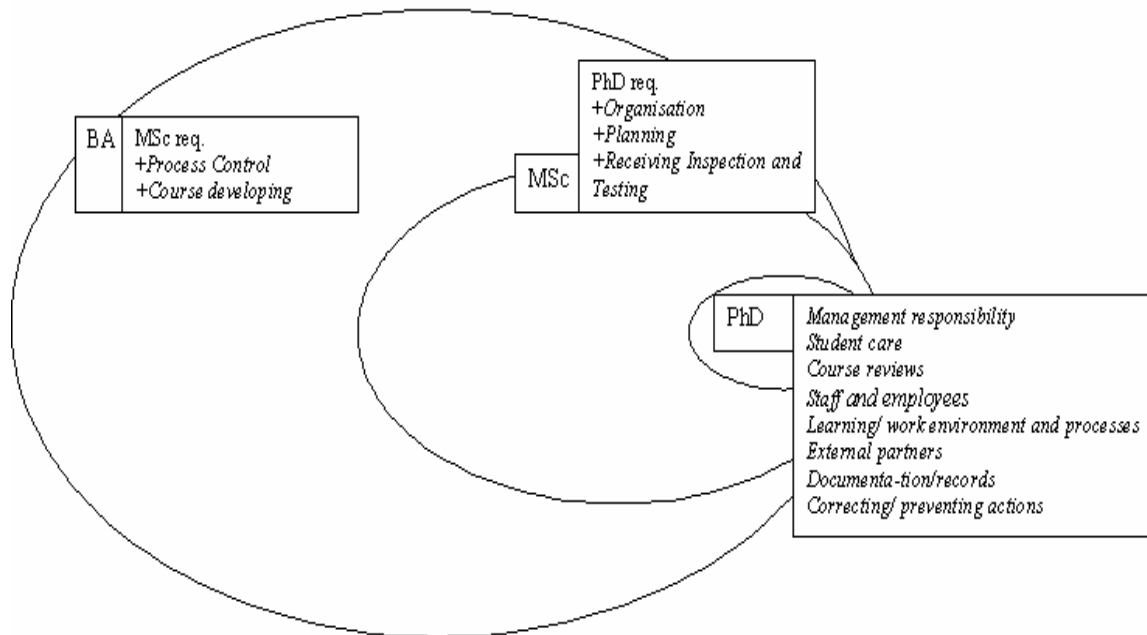 BA
MSc req.
+Process Control
+Course developing
PhD req.
+Organisation
+Planning
+Receiving Inspection and
Testing
MSc
PhD
Management responsibility
Student care
Course reviews
Staff and employees
Learning/ work environment and processes
External partners
Documenta-tion/records
Correcting/ preventing actions